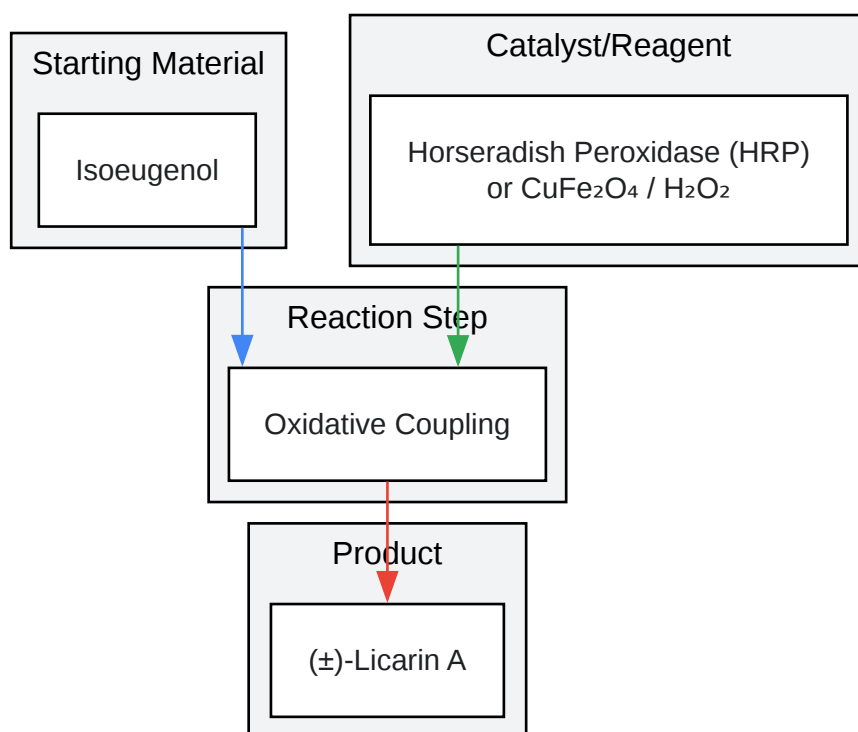 Starting Material
Isoeugenol
Catalyst/Reagent
Horseradish Peroxidase (HRP)
or CuFe₂O₄ / H₂O₂
Reaction Step
Oxidative Coupling
Product
(±)-Licarin A